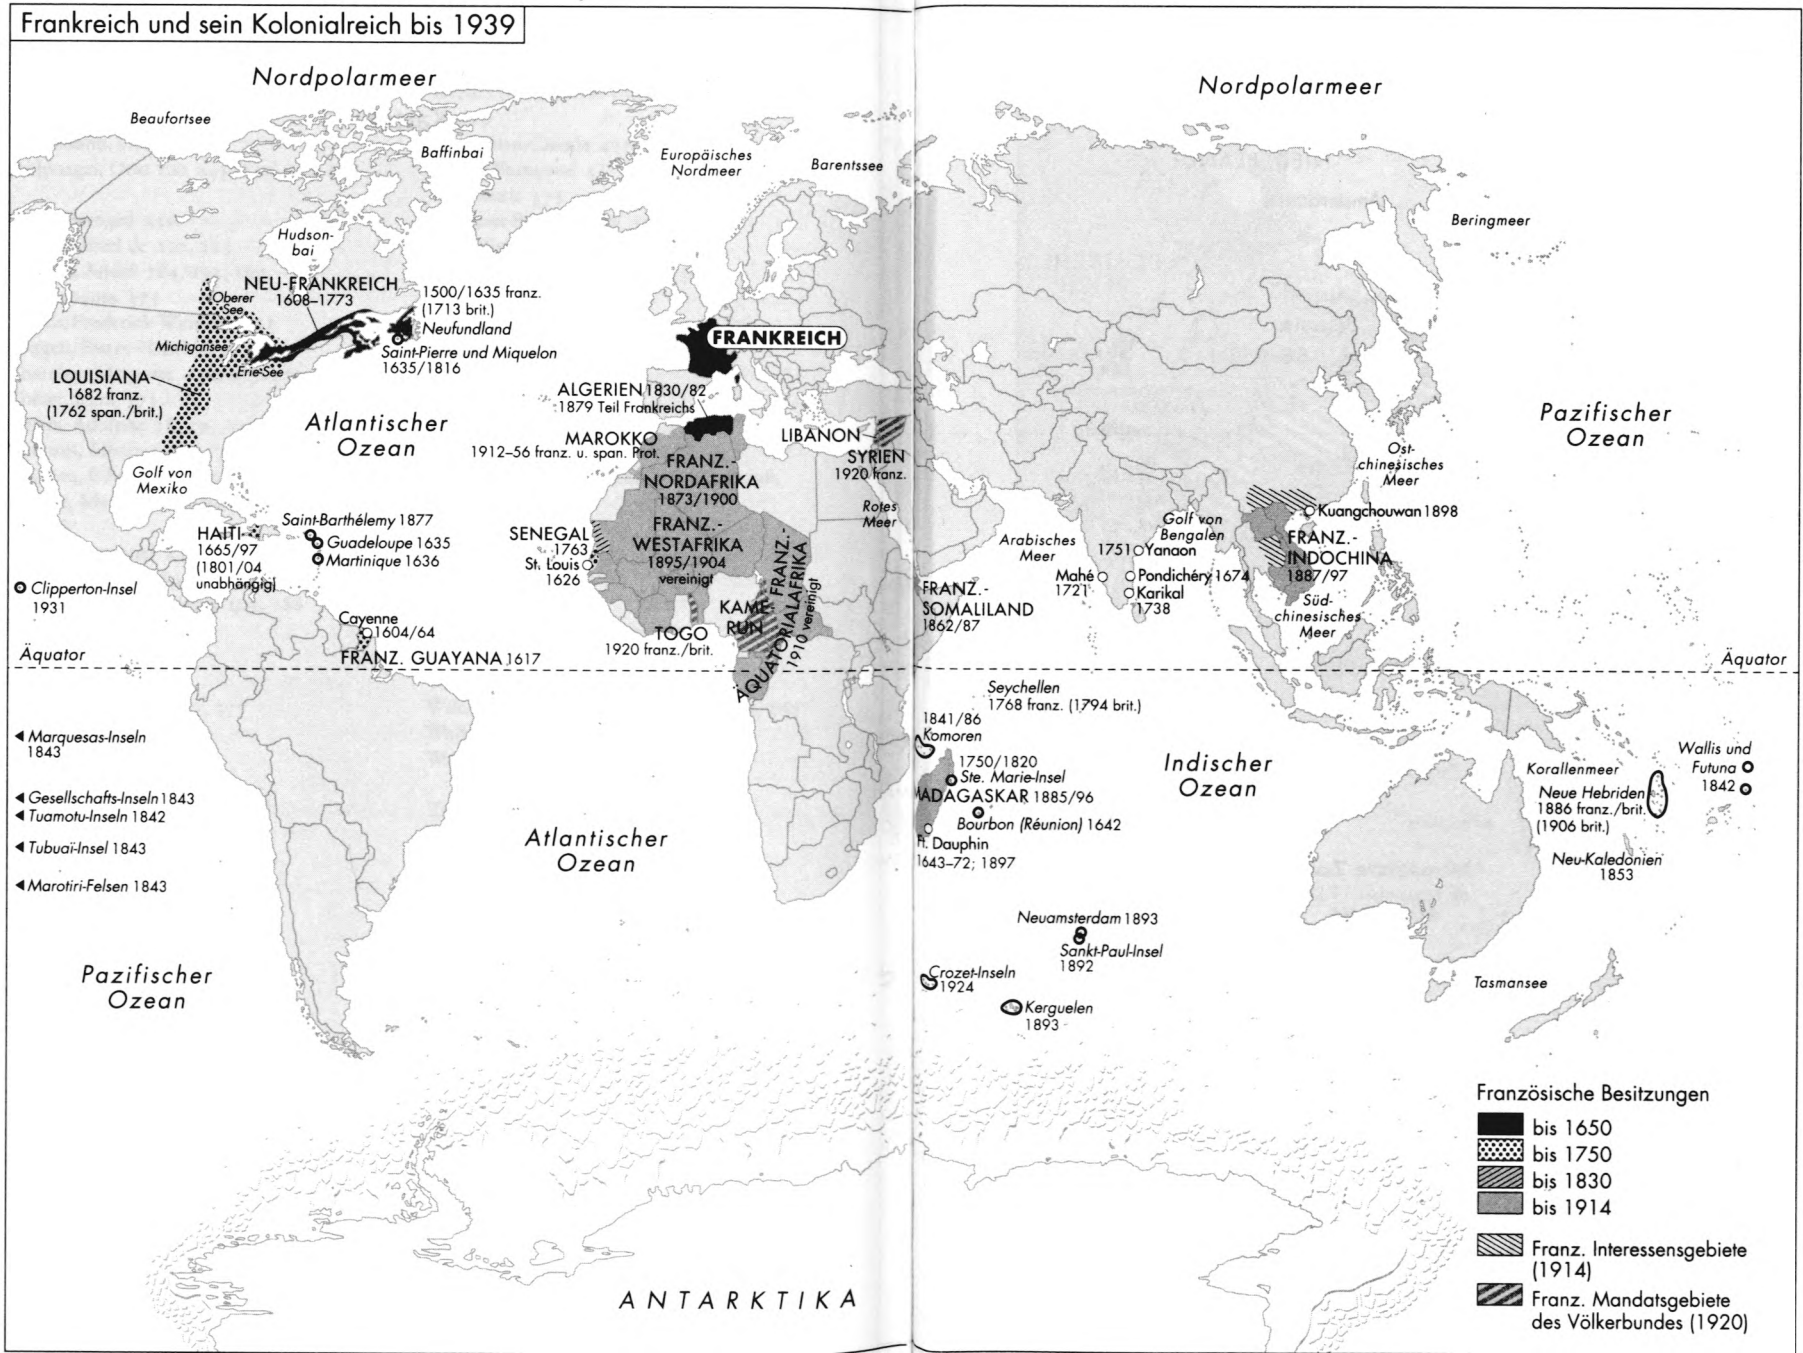 Frankreich und sein Kolonialreich bis 1939
Nordpolarmeer
Nordpolarmeer
Beaufortsee
Baffinbai
Europäisches
Nordmeer
Barentssee
Beringmeer
Hudson-
bai
NEU-FRANKREICH
1608–1773
Oberer
See
1500/1635 franz.
(1713 brit.)
Neufundland
Michigansee
Erie-See
Saint-Pierre und Miquelon
1635/1816
FRANKREICH
LOUISIANA
1682 franz.
(1762 span./brit.)
ALGERIEN 1830/82
1879 Teil Frankreichs
Atlantischer
Ozean
MAROKKO
1912–56 franz. u. span. Prot.
LIBANON
SYRIEN
1920 franz.
Pazifischer
Ozean
FRANZ.-
NORDAFRIKA
1873/1900
Golf von
Mexiko
Ost-
chinesisches
Meer
Rotes
Meer
Saint-Barthélemy 1877
Guadeloupe 1635
Martinique 1636
HAITI
1665/97
(1801/04
unabhängig)
SENEGAL
1763
St. Louis
1626
FRANZ.-
WESTAFRIKA
1895/1904
vereinigt
FRANZ.-
ÄQUATORIALAFRIKA
1910 vereinigt
Arabisches
Meer
Golf von
Bengalen
Kuangchouwan 1898
FRANZ.-
INDOCHINA
1887/97
1751 Yanaon
Mahé
1721
Pondichéry 1674
Karikal
1738
Süd-
chinesisches
Meer
Clipperton-Insel
1931
FRANZ.-
SOMALILAND
1862/87
Cayenne
1604/64
FRANZ. GUAYANA 1617
TOGO
1920 franz./brit.
KAME-
RUN
Äquator
Äquator
Seychellen
1768 franz. (1794 brit.)
1841/86
Komoren
1750/1820
Ste. Marie-Insel
MADAGASKAR 1885/96
Bourbon (Réunion) 1642
Ft. Dauphin
1643–72; 1897
Indischer
Ozean
Marquesas-Inseln
1843
Gesellschafts-Inseln 1843
Tuamotu-Inseln 1842
Tubuai-Insel 1843
Marotiri-Felsen 1843
Atlantischer
Ozean
Korallenmeer
Wallis und
Futuna
1842
Neue Hebriden
1886 franz./brit.
(1906 brit.)
Neu-Kaledonien
1853
Neuamsterdam 1893
Sankt-Paul-Insel
1892
Crozet-Inseln
1924
Kerguelen
1893
Pazifischer
Ozean
Tasmansee
ANTARKTIKA
Französische Besitzungen
bis 1650
bis 1750
bis 1830
bis 1914
Franz. Interessensgebiete
(1914)
Franz. Mandatsgebiete
des Völkerbundes (1920)